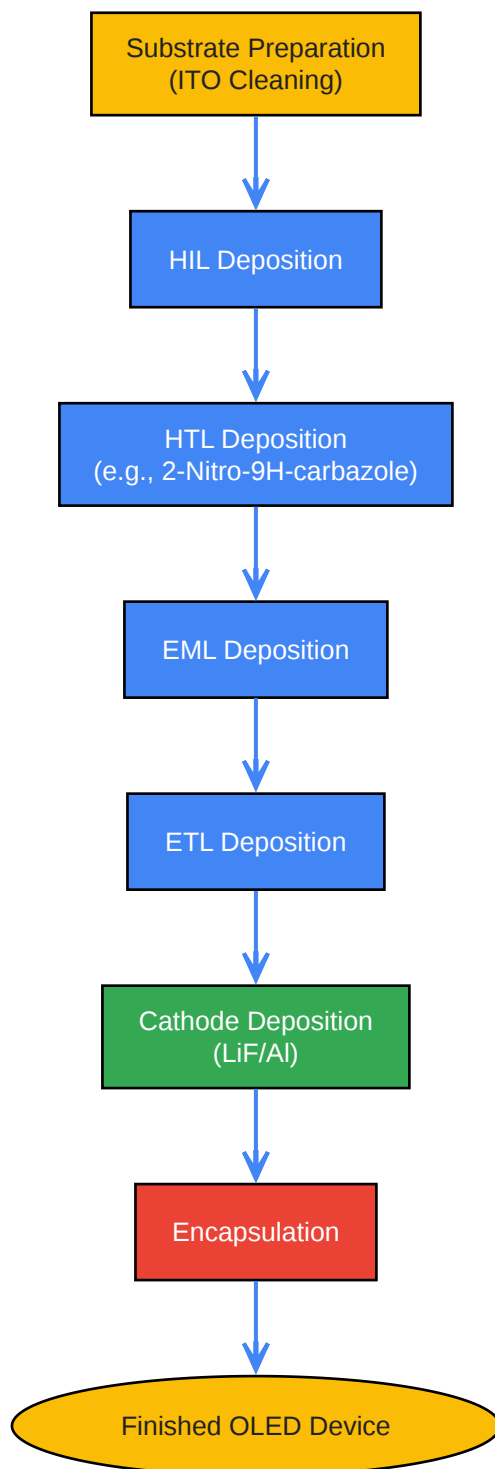 Substrate Preparation
(ITO Cleaning)
HIL Deposition
HTL Deposition
(e.g., 2-Nitro-9H-carbazole)
EML Deposition
ETL Deposition
Cathode Deposition
(LiF/Al)
Encapsulation
Finished OLED Device